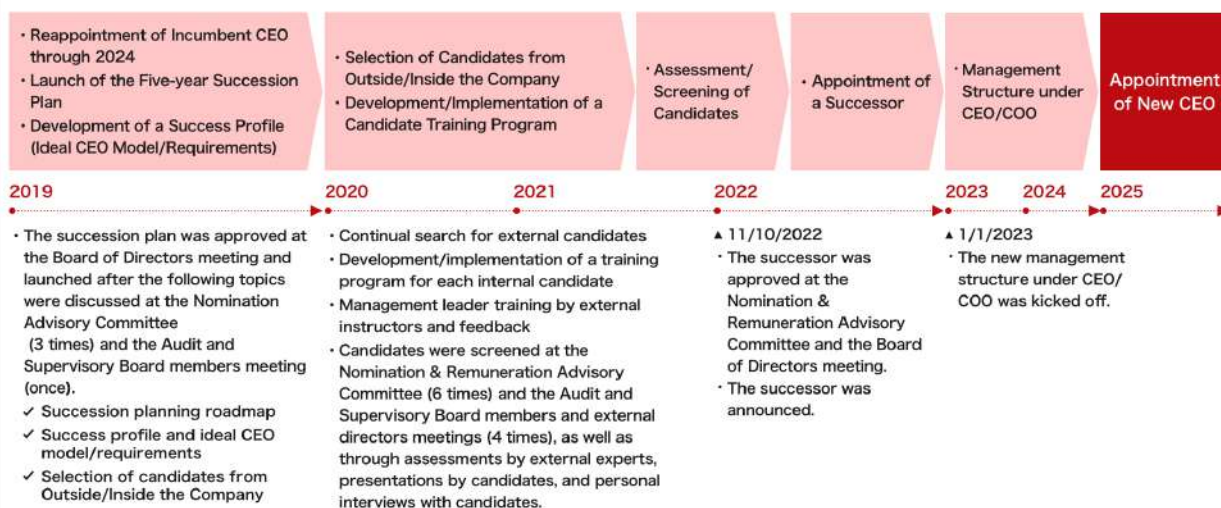 · Reappointment of Incumbent CEO
through 2024
· Launch of the Five-year Succession
Plan
· Development of a Success Profile
(Ideal CEO Model/Requirements)
· Selection of Candidates from
Outside/Inside the Company
· Development/Implementation of a
Candidate Training Program
· Assessment/
Screening of
Candidates
· Appointment of
a Successor
· Management
Structure under
CEO/COO
Appointment
of New CEO
2019
2020
2021
2022
2023
2024
2025
· The succession plan was approved at
the Board of Directors meeting and
launched after the following topics
were discussed at the Nomination
Advisory Committee
(3 times) and the Audit and
Supervisory Board members meeting
(once).
✓ Succession planning roadmap
✓ Success profile and ideal CEO
model/requirements
✓ Selection of candidates from
Outside/Inside the Company
· Continual search for external candidates
· Development/implementation of a training
program for each internal candidate
· Management leader training by external
instructors and feedback
· Candidates were screened at the
Nomination & Remuneration Advisory
Committee (6 times) and the Audit and
Supervisory Board members and external
directors meetings (4 times), as well as
through assessments by external experts,
presentations by candidates, and personal
interviews with candidates.
▲ 11/10/2022
· The successor was
approved at the
Nomination &
Remuneration Advisory
Committee and the Board
of Directors meeting.
· The successor was
announced.
▲ 1/1/2023
· The new management
structure under CEO/
COO was kicked off.